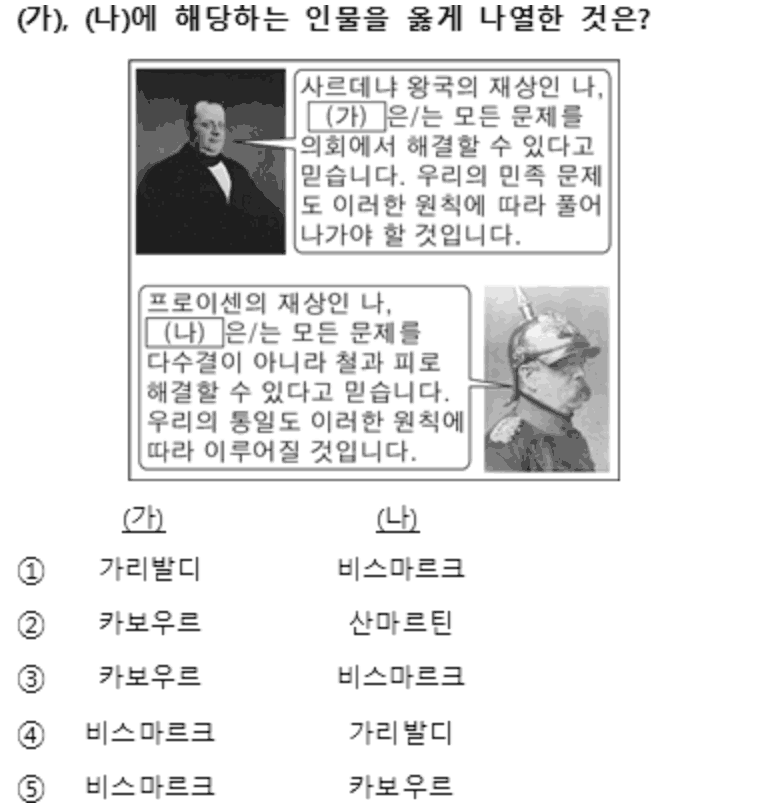 (가), (나)에 해당하는 인물을 옳게 나열한 것은?
사르데냐 왕국의 재상인 나,
(가) 은/는 모든 문제를
의회에서 해결할 수 있다고
믿습니다. 우리의 민족 문제
도 이러한 원칙에 따라 풀어
나가야 할 것입니다.
프로이센의 재상인 나,
(나) 은/는 모든 문제를
다수결이 아니라 철과 피로
해결할 수 있다고 믿습니다.
우리의 통일도 이러한 원칙에
따라 이루어질 것입니다.
(가) (나)
① 가리발디 비스마르크
② 카보우르 산마르틴
③ 카보우르 비스마르크
④ 비스마르크 가리발디
⑤ 비스마르크 카보우르